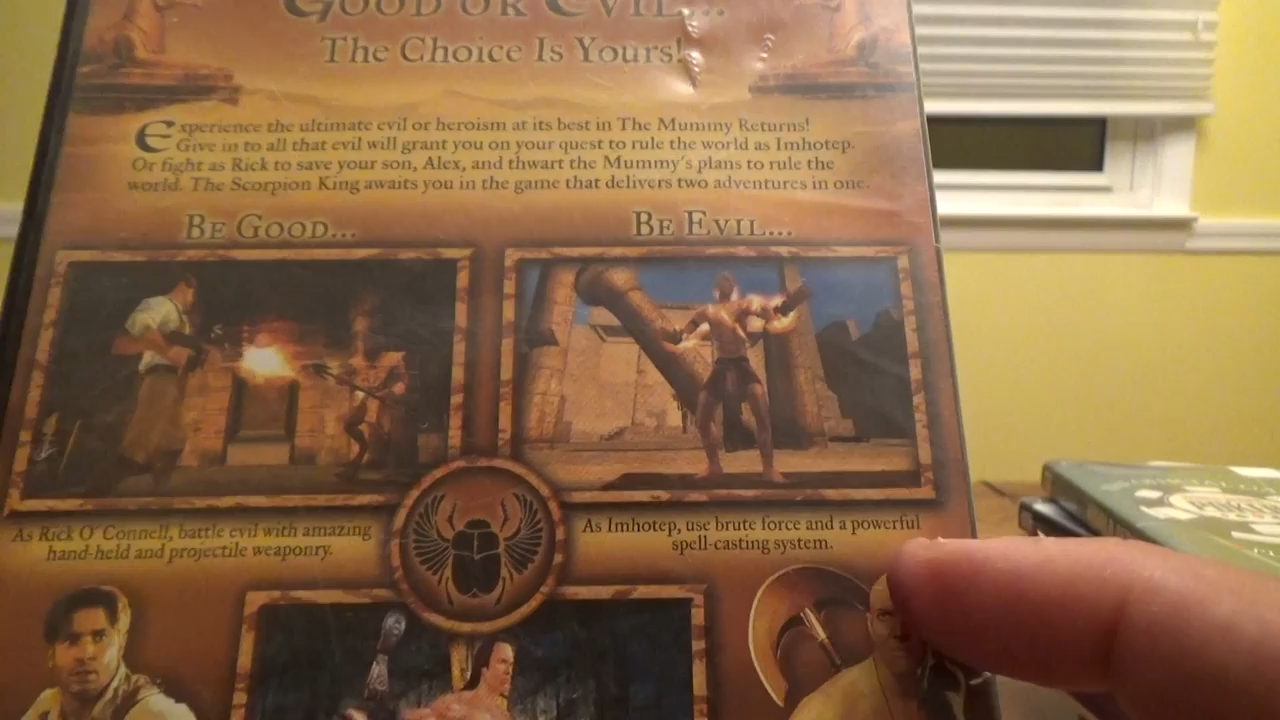 GOOD OR EVIL...
THE CHOICE IS YOURS!
Experience the ultimate evil or heroism at its best in The Mummy Returns!
Give in to all that evil will grant you on your quest to rule the world as Imhotep.
Or fight as Rick to save your son, Alex, and thwart the Mummy's plans to rule the
world. The Scorpion King awaits you in the game that delivers two adventures in one.
BE GOOD...
BE EVIL...
As Rick O' Connell, battle evil with amazing
hand-held and projectile weaponry.
As Imhotep, use brute force and a powerful
spell-casting system.